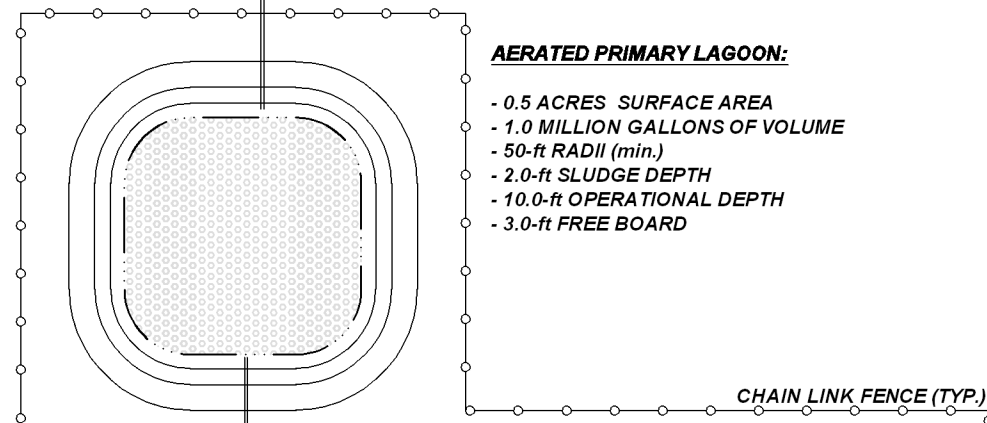 AERATED PRIMARY LAGOON:
- 0.5 ACRES SURFACE AREA
- 1.0 MILLION GALLONS OF VOLUME
- 50-ft RADII (min.)
- 2.0-ft SLUDGE DEPTH
- 10.0-ft OPERATIONAL DEPTH
- 3.0-ft FREE BOARD
CHAIN LINK FENCE (TYP.)